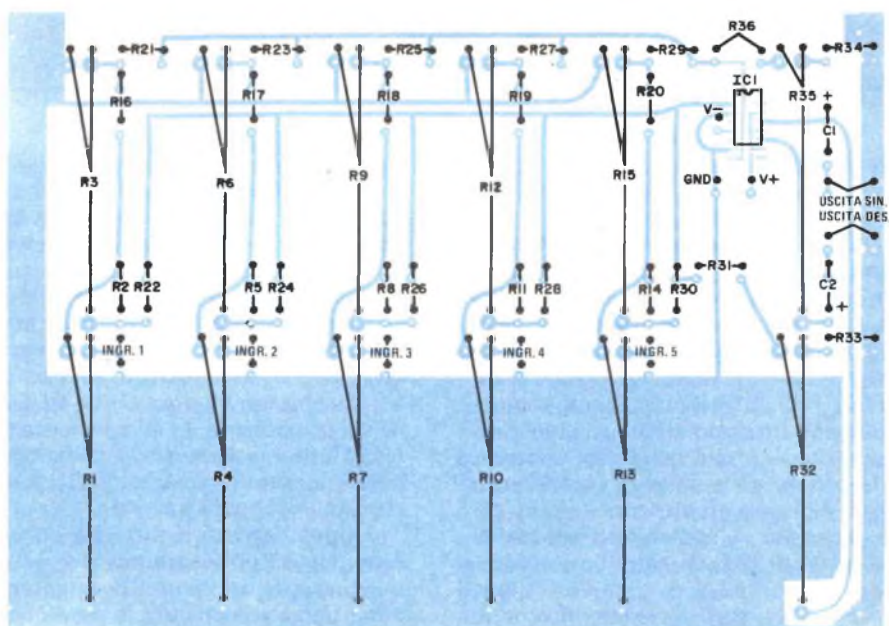 R36
R21 R23 R25 R27 R29 R34
IC1
R16 R17 R18 R19 R20 R35
V- + C1
R3 R6 R9 R12 R15 GND V+
USCITA SIN.
USCITA DES.
R31
R2 R22 R5 R24 R8 R26 R11 R28 R14 R30 C2
+
R33
INGR. 1 INGR. 2 INGR. 3 INGR. 4 INGR. 5
R1 R4 R7 R10 R13 R32